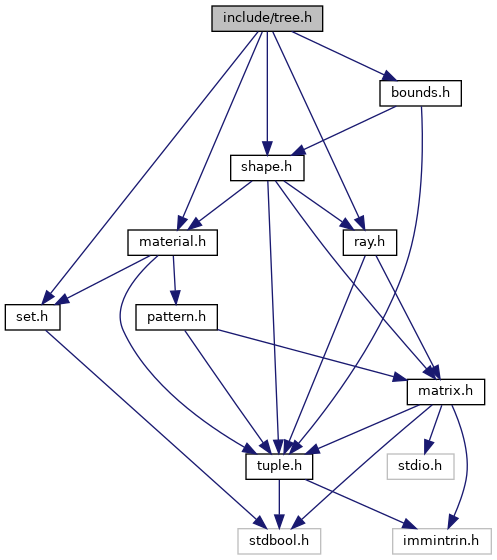 include/tree.h
bounds.h
shape.h
material.h
ray.h
set.h
pattern.h
matrix.h
tuple.h
stdio.h
stdbool.h
immintrin.h